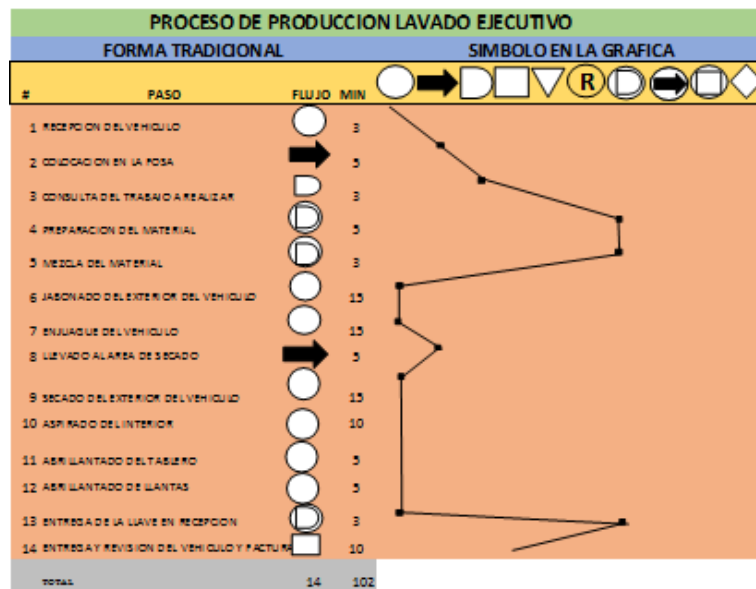 PROCESO DE PRODUCCION LAVADO EJECUTIVO
FORMA TRADICIONAL SIMBOLO EN LA GRAFICA
# PASO FLUJO MIN R
1 RECEPCION DEL VEHICULO 3
2 COLOCACION EN LA FOSA 5
3 CONSULTA DEL TRABAJO A REALIZAR 3
4 PREPARACION DEL MATERIAL 5
5 MEZCLA DEL MATERIAL 3
6 JABONADO DEL EXTERIOR DEL VEHICULO 15
7 ENJUAGUE DEL VEHICULO 15
8 LLEVADO AL AREA DE SECADO 5
9 SECADO DEL EXTERIOR DEL VEHICULO 15
10 ASPIRADO DEL INTERIOR 10
11 ABRILLANTADO DEL TABLERO 5
12 ABRILLANTADO DE LLANTAS 5
13 ENTREGA DE LA LLAVE EN RECEPCION 3
14 ENTREGA Y REVISION DEL VEHICULO Y FACTURA 10
TOTAL 14 102